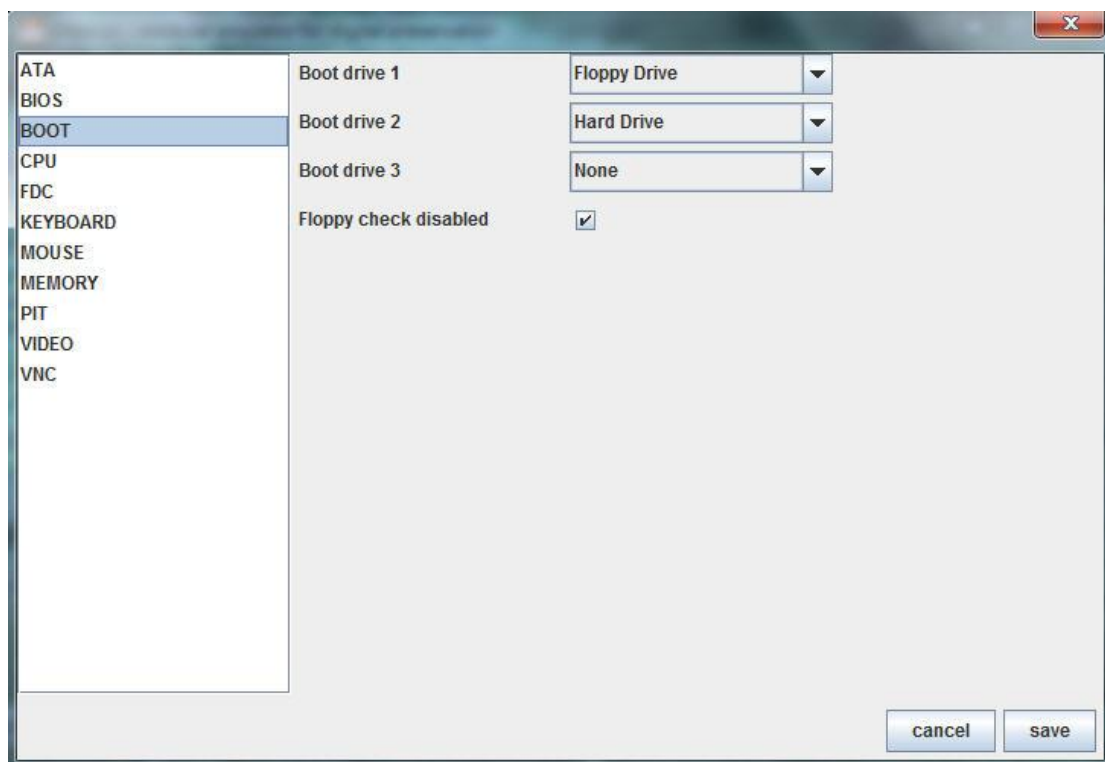 ATA
BIOS
BOOT
CPU
FDC
KEYBOARD
MOUSE
MEMORY
PIT
VIDEO
VNC
Boot drive 1 Floppy Drive
Boot drive 2 Hard Drive
Boot drive 3 None
Floppy check disabled
cancel save